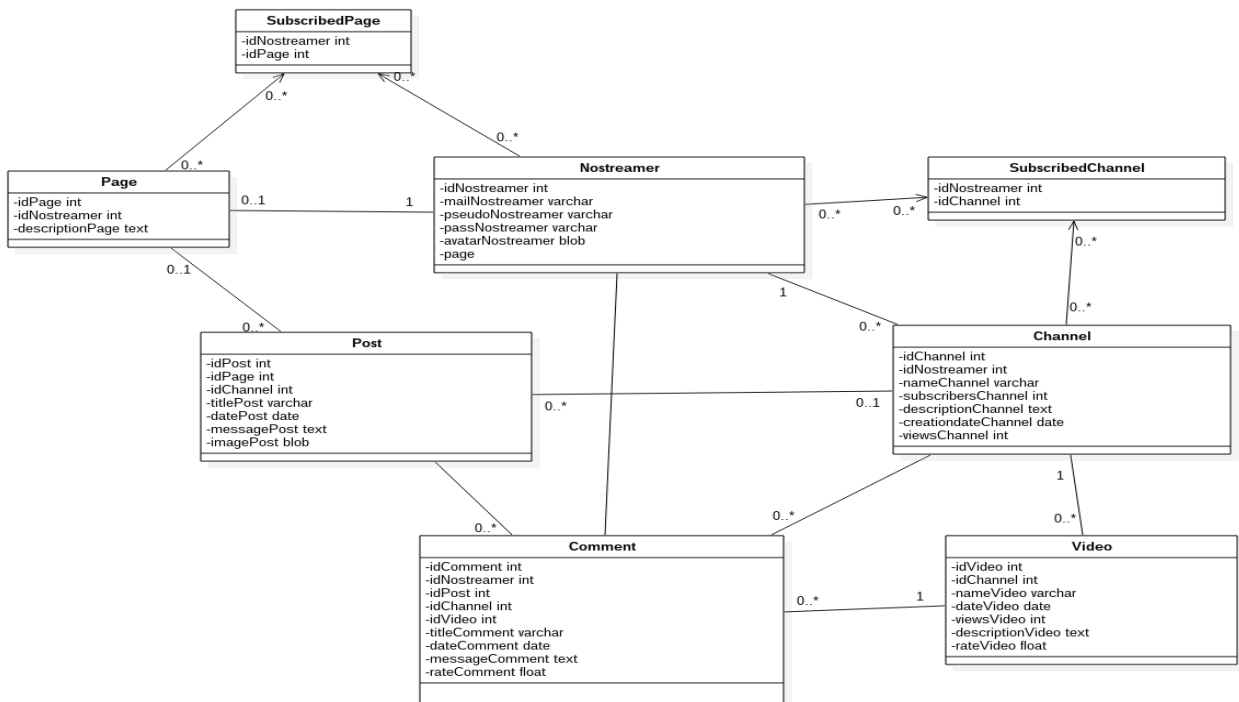 SubscribedPage
-idNostreamer int
-idPage int
0..*
0..*
0..*
0..*
Page
-idPage int
-idNostreamer int
-descriptionPage text
0..1
1
Nostreamer
-idNostreamer int
-mailNostreamer varchar
-pseudoNostreamer varchar
-passNostreamer varchar
-avatarNostreamer blob
-page
0..*
0..*
SubscribedChannel
-idNostreamer int
-idChannel int
0..*
0..*
0..1
0..*
1
0..*
Post
-idPost int
-idPage int
-idChannel int
-titlePost varchar
-datePost date
-messagePost text
-imagePost blob
0..*
0..1
Channel
-idChannel int
-idNostreamer int
-nameChannel varchar
-subscribersChannel int
-descriptionChannel text
-creationdateChannel date
-viewsChannel int
0..*
0..*
1
0..*
Comment
-idComment int
-idNostreamer int
-idPost int
-idChannel int
-idVideo int
-titleComment varchar
-dateComment date
-messageComment text
-rateComment float
0..*
1
Video
-idVideo int
-idChannel int
-nameVideo varchar
-dateVideo date
-viewsVideo int
-descriptionVideo text
-rateVideo float